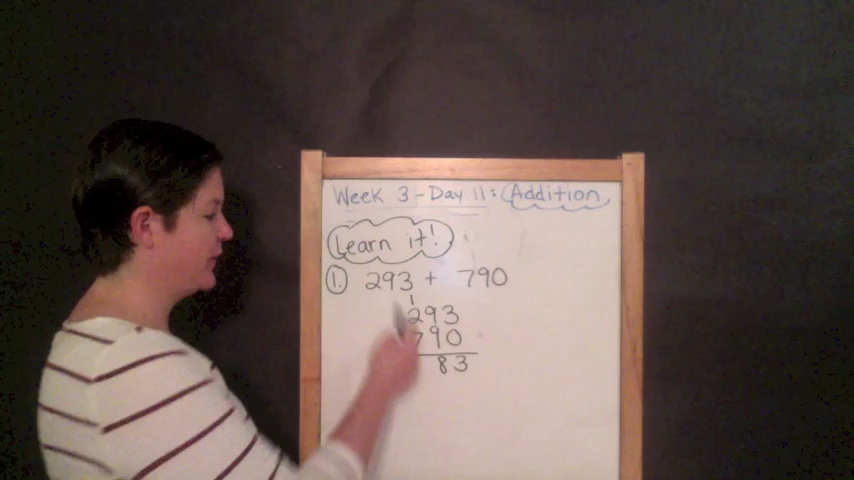 Week 3 - Day 11: Addition
Learn it!
1. 293 + 790
1
293
790
83